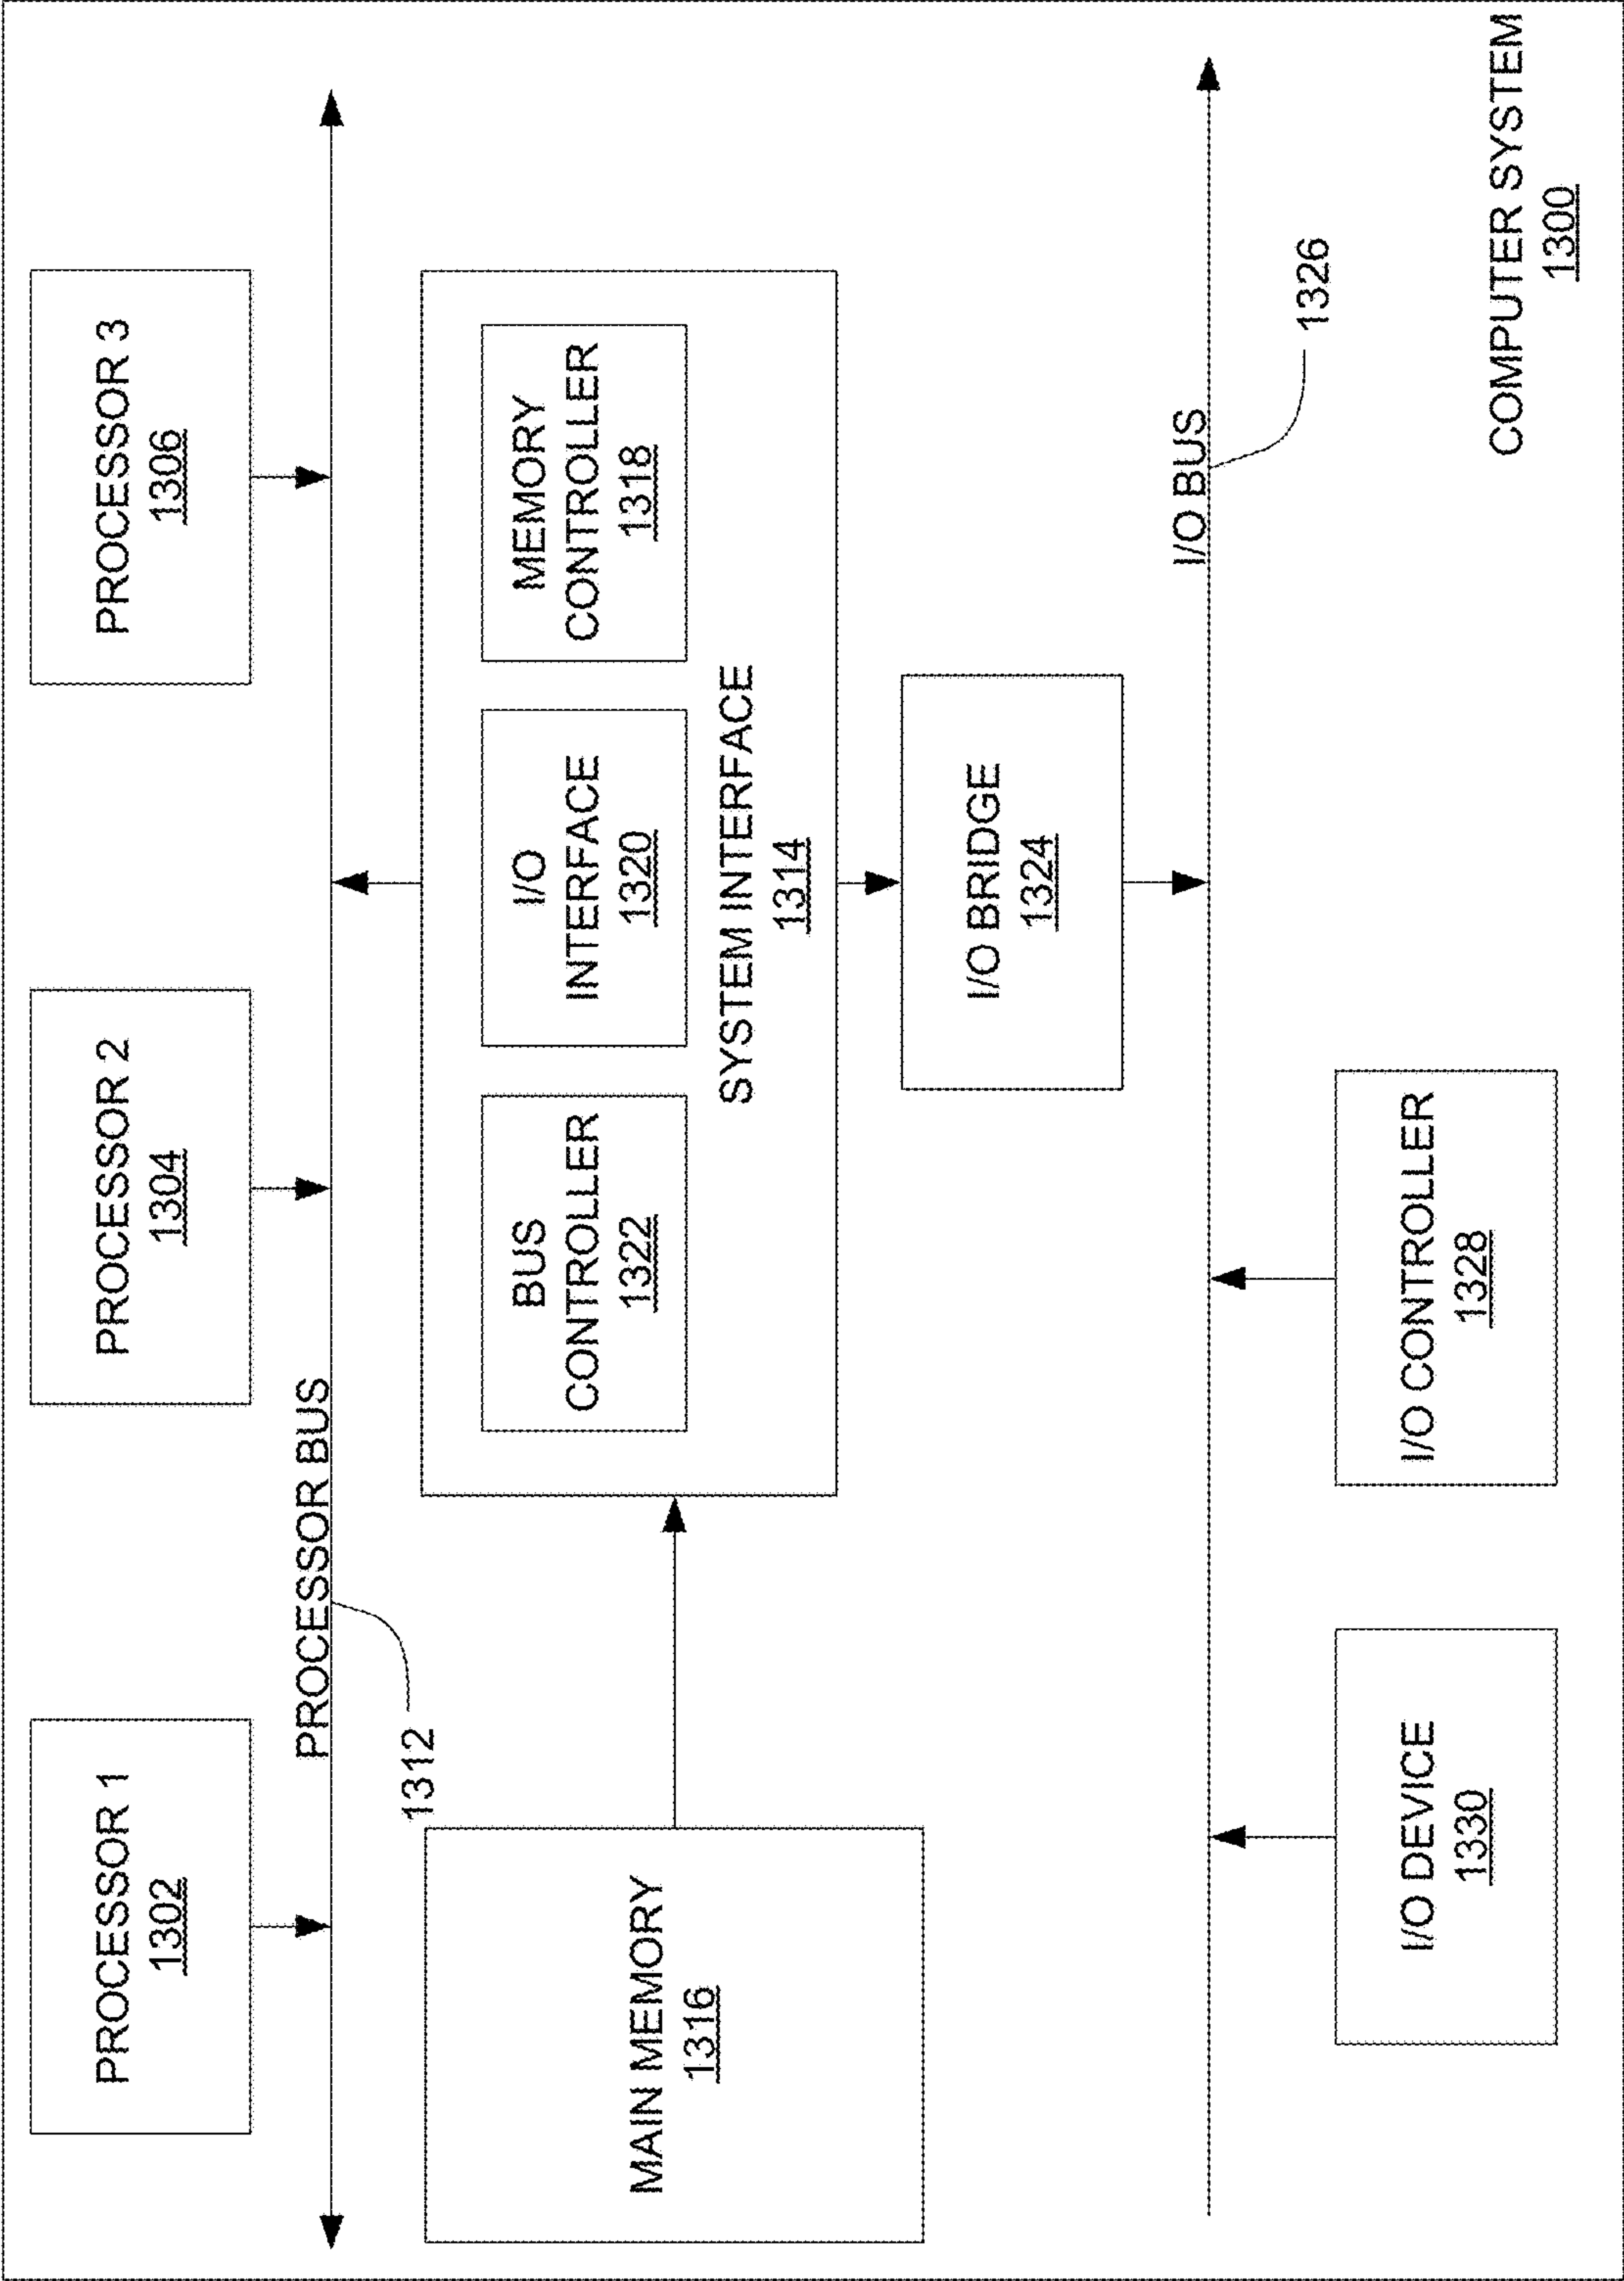 PROCESSOR 1
1302
PROCESSOR 2
1304
PROCESSOR 3
1306
PROCESSOR BUS
1312
MAIN MEMORY
1316
BUS
CONTROLLER
1322
I/O
INTERFACE
1320
MEMORY
CONTROLLER
1318
SYSTEM INTERFACE
1314
I/O BRIDGE
1324
I/O BUS
1326
I/O DEVICE
1330
I/O CONTROLLER
1328
COMPUTER SYSTEM
1300